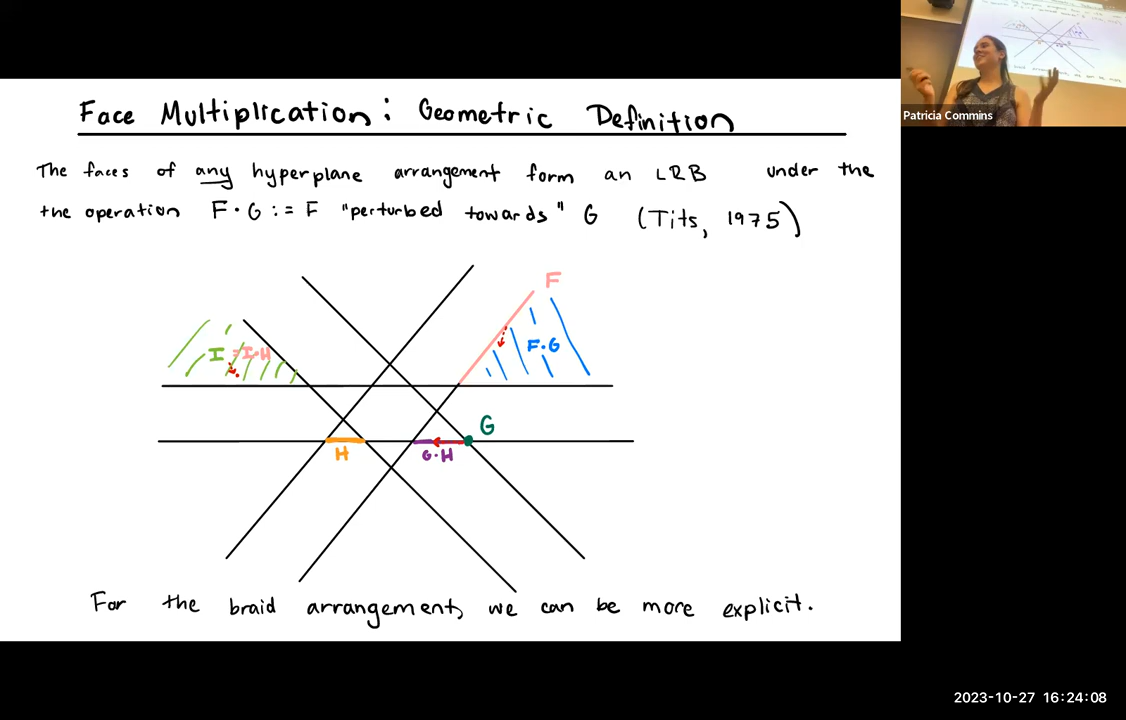 Face Multiplication: Geometric Definition
The faces of any hyperplane arrangement form an LRB under the
the operation F·G := F "perturbed towards" G (Tits, 1975)
F
I = I·H
F·G
G
H
G·H
For the braid arrangement, we can be more explicit.
Patricia Commins
2023-10-27 16:24:08